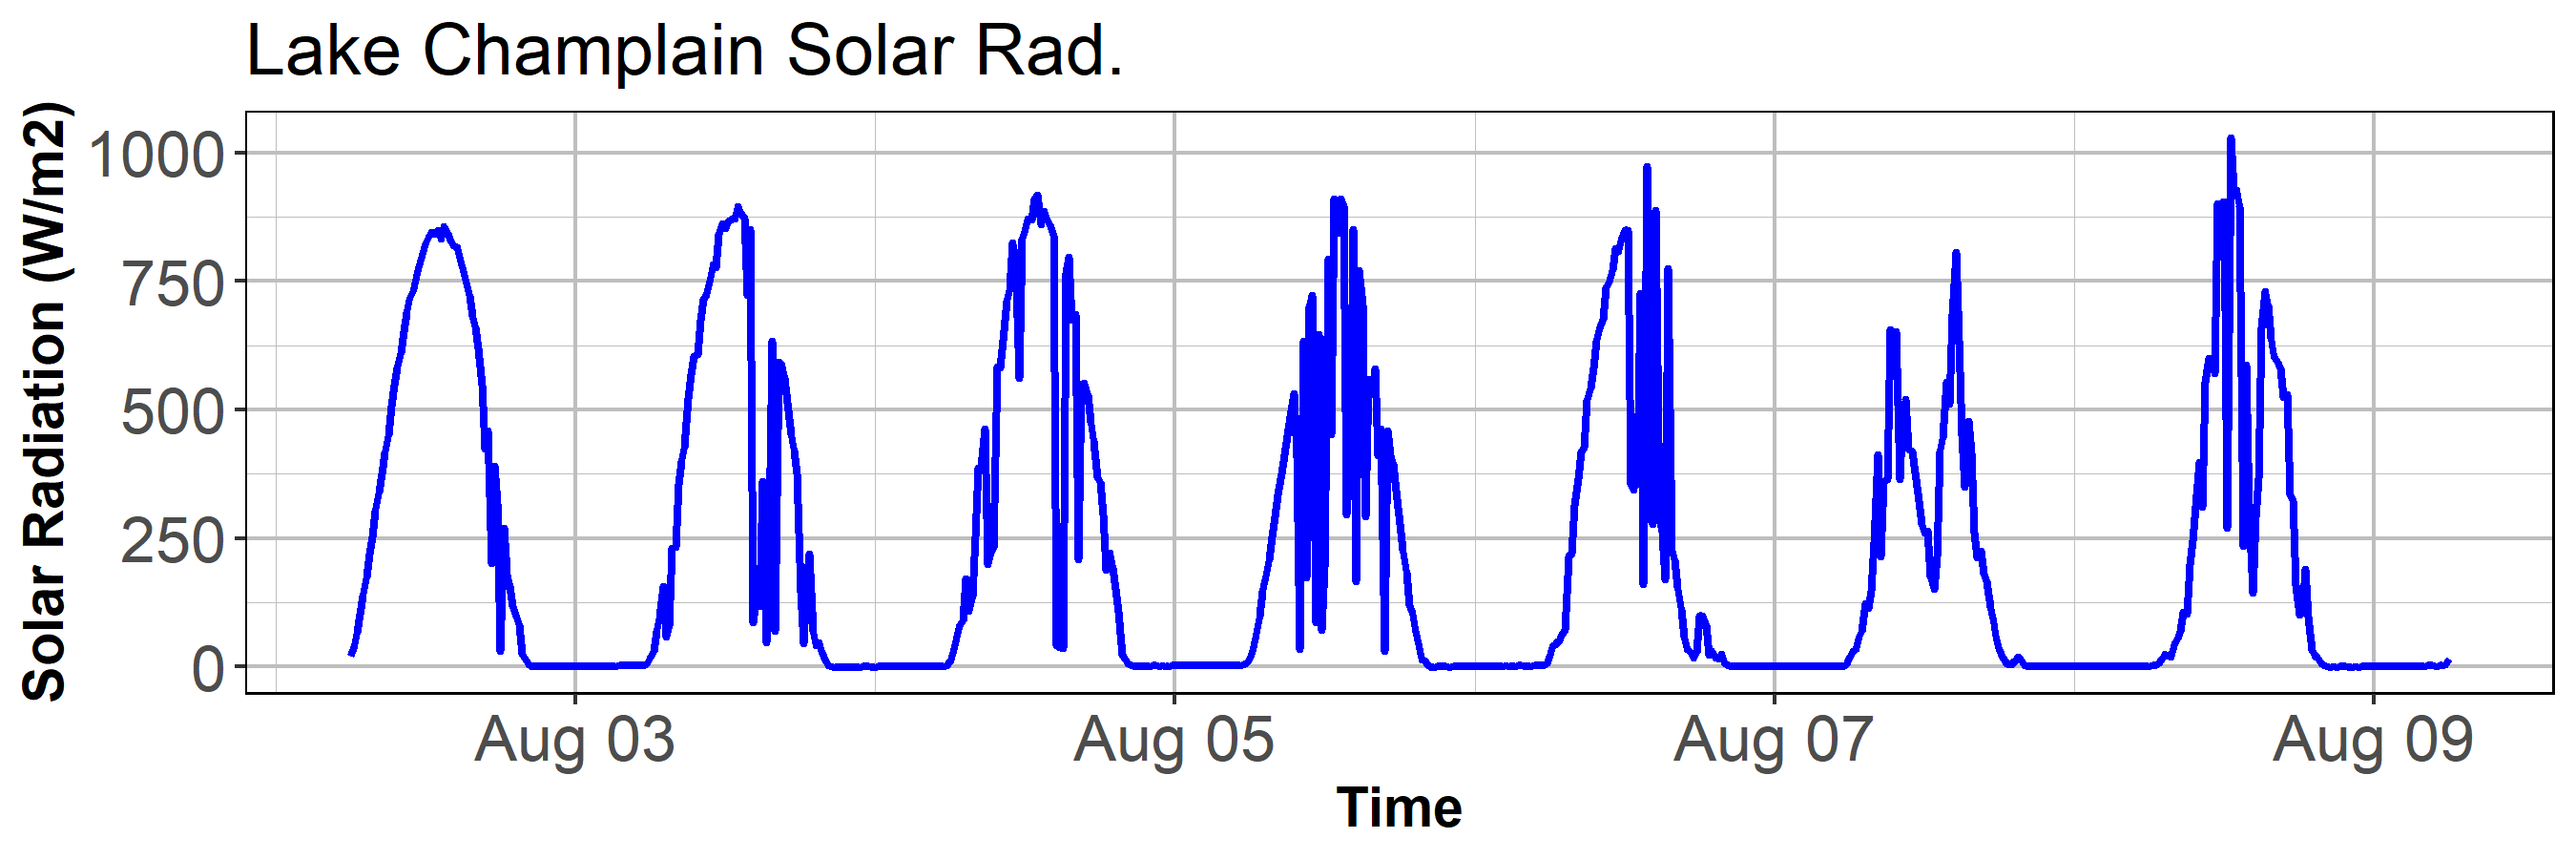 Lake Champlain Solar Rad.
Solar Radiation (W/m2)
1000
750
500
250
0
Aug 03
Aug 05
Aug 07
Aug 09
Time